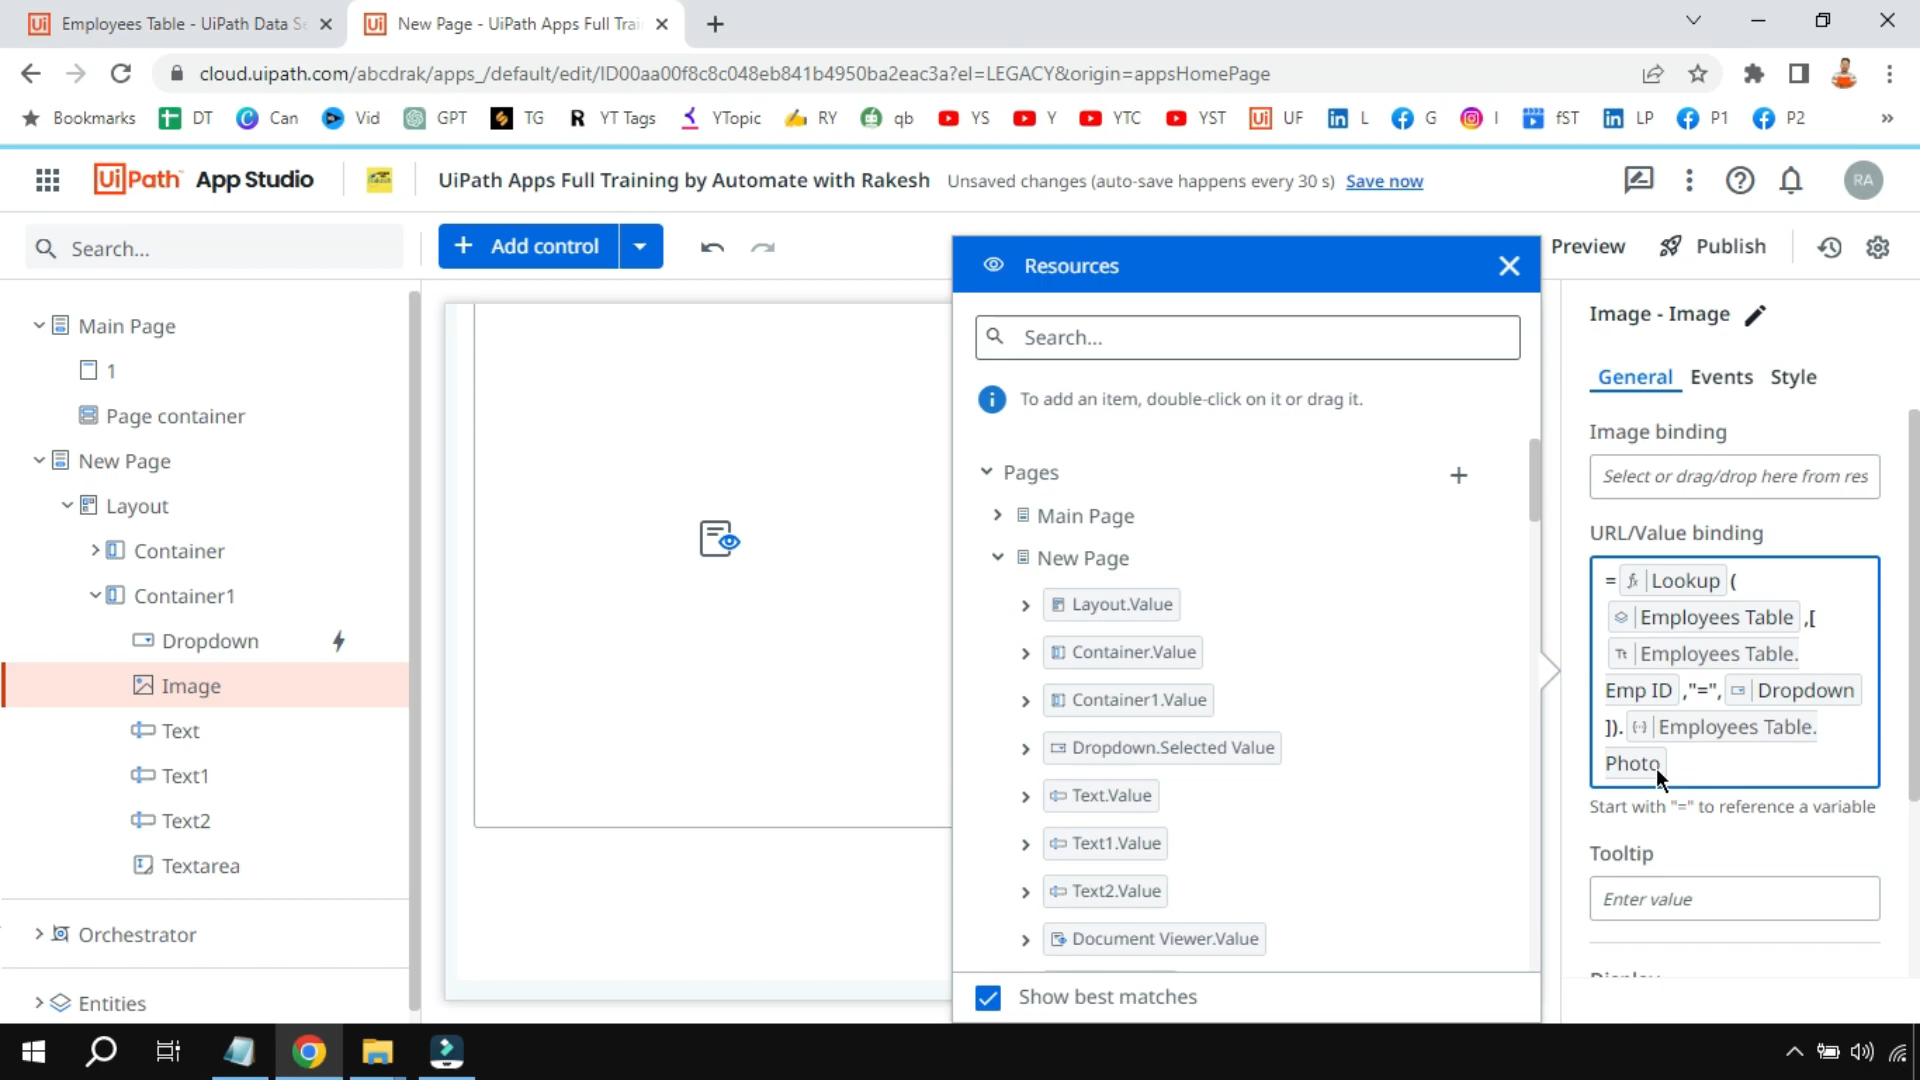 Employees Table - UiPath Data Se
New Page - UiPath Apps Full Trai
cloud.uipath.com/abcdrak/apps_/default/edit/ID00aa00f8c8c048eb841b4950ba2eac3a?el=LEGACY&origin=appsHomePage
Bookmarks DT Can Vid GPT TG YT Tags YTopic RY qb YS Y YTC YST UF L G I fST LP P1 P2 »
UiPath App Studio
UiPath Apps Full Training by Automate with Rakesh
Unsaved changes (auto-save happens every 30 s) Save now
RA
Search...
+ Add control
Preview
Publish
Main Page
1
Page container
New Page
Layout
Container
Container1
Dropdown
Image
Text
Text1
Text2
Textarea
Orchestrator
Entities
Resources
Search...
To add an item, double-click on it or drag it.
Pages
Main Page
New Page
Layout.Value
Container.Value
Container1.Value
Dropdown.Selected Value
Text.Value
Text1.Value
Text2.Value
Document Viewer.Value
Show best matches
Image - Image
General Events Style
Image binding
Select or drag/drop here from res
URL/Value binding
= fx Lookup (
Employees Table ,[
Tt Employees Table.
Emp ID ,"=", Dropdown
]). Employees Table.
Photo
Start with "=" to reference a variable
Tooltip
Enter value